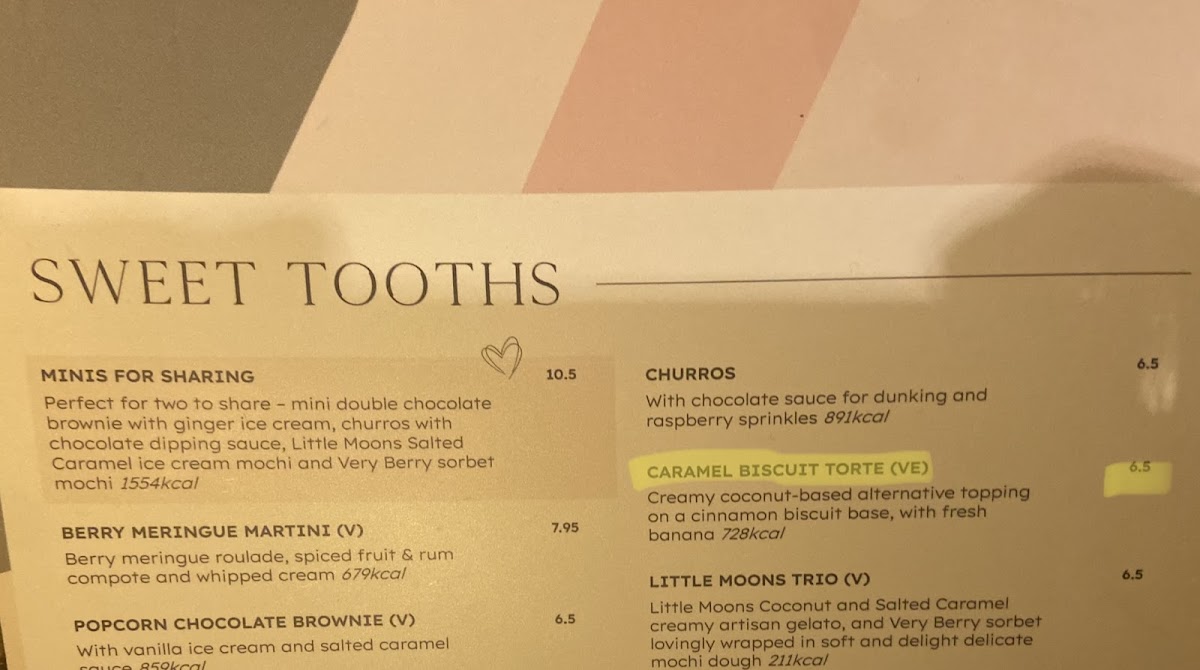 SWEET TOOTHS
MINIS FOR SHARING 10.5
Perfect for two to share – mini double chocolate
brownie with ginger ice cream, churros with
chocolate dipping sauce, Little Moons Salted
Caramel ice cream mochi and Very Berry sorbet
mochi 1554kcal
BERRY MERINGUE MARTINI (V) 7.95
Berry meringue roulade, spiced fruit & rum
compote and whipped cream 679kcal
POPCORN CHOCOLATE BROWNIE (V) 6.5
With vanilla ice cream and salted caramel
sauce 859kcal
CHURROS 6.5
With chocolate sauce for dunking and
raspberry sprinkles 891kcal
CARAMEL BISCUIT TORTE (VE) 6.5
Creamy coconut-based alternative topping
on a cinnamon biscuit base, with fresh
banana 728kcal
LITTLE MOONS TRIO (V) 6.5
Little Moons Coconut and Salted Caramel
creamy artisan gelato, and Very Berry sorbet
lovingly wrapped in soft and delight delicate
mochi dough 211kcal